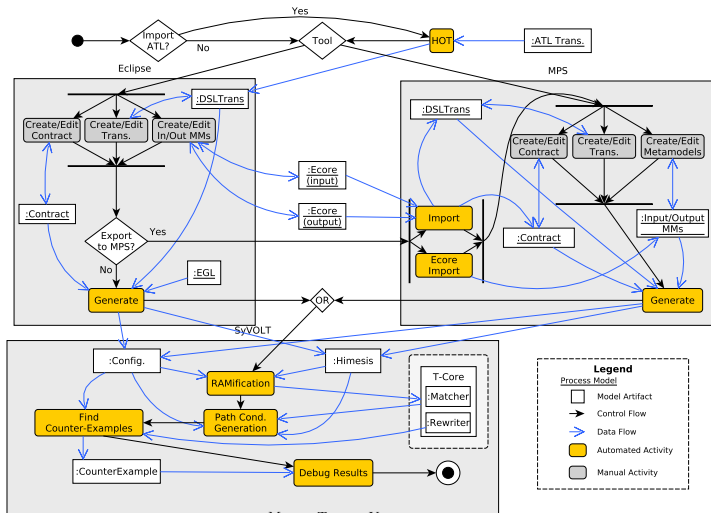 Yes
Import
ATL?
No
Tool
HOT
:ATL Trans.
Eclipse
MPS
:DSLTrans
Create/Edit
Contract
Create/Edit
Trans.
Create/Edit
In/Out MMs
:DSLTrans
Create/Edit
Contract
Create/Edit
Trans.
Create/Edit
Metamodels
:Ecore
(input)
:Contract
:Ecore
(output)
Import
:Contract
:Input/Output
MMs
Export
to MPS?
Yes
No
:EGL
Ecore
Import
Generate
OR
Generate
SyVOLT
:Config.
:Himesis
RAMification
T-Core
:Matcher
:Rewriter
Find
Counter-Examples
Path Cond.
Generation
:CounterExample
Debug Results
Legend
Process Model
Model Artifact
Control Flow
Data Flow
Automated Activity
Manual Activity